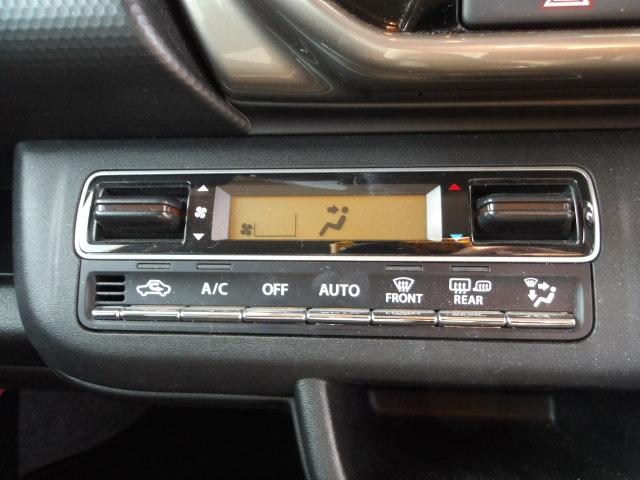 A/C OFF AUTO FRONT REAR